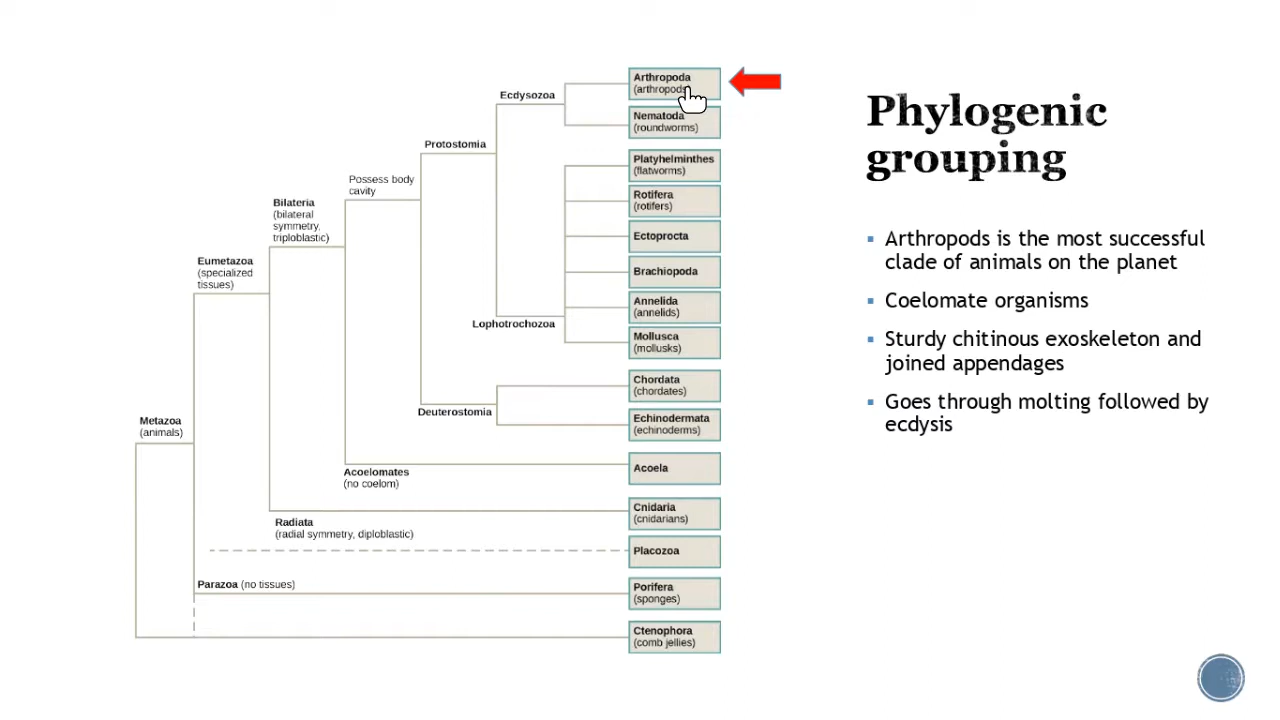 Arthropoda
(arthropods)
Ecdysozoa
Nematoda
(roundworms)
Protostomia
Platyhelminthes
(flatworms)
Possess body
cavity
Rotifera
(rotifers)
Bilateria
(bilateral
symmetry,
triploblastic)
Ectoprocta
Eumetazoa
(specialized
tissues)
Brachiopoda
Annelida
(annelids)
Lophotrochozoa
Mollusca
(mollusks)
Chordata
(chordates)
Deuterostomia
Echinodermata
(echinoderms)
Metazoa
(animals)
Acoelomates
(no coelom)
Acoela
Cnidaria
(cnidarians)
Radiata
(radial symmetry, diploblastic)
Placozoa
Parazoa (no tissues)
Porifera
(sponges)
Ctenophora
(comb jellies)
Phylogenic
grouping
▪ Arthropods is the most successful
clade of animals on the planet
▪ Coelomate organisms
▪ Sturdy chitinous exoskeleton and
joined appendages
▪ Goes through molting followed by
ecdysis